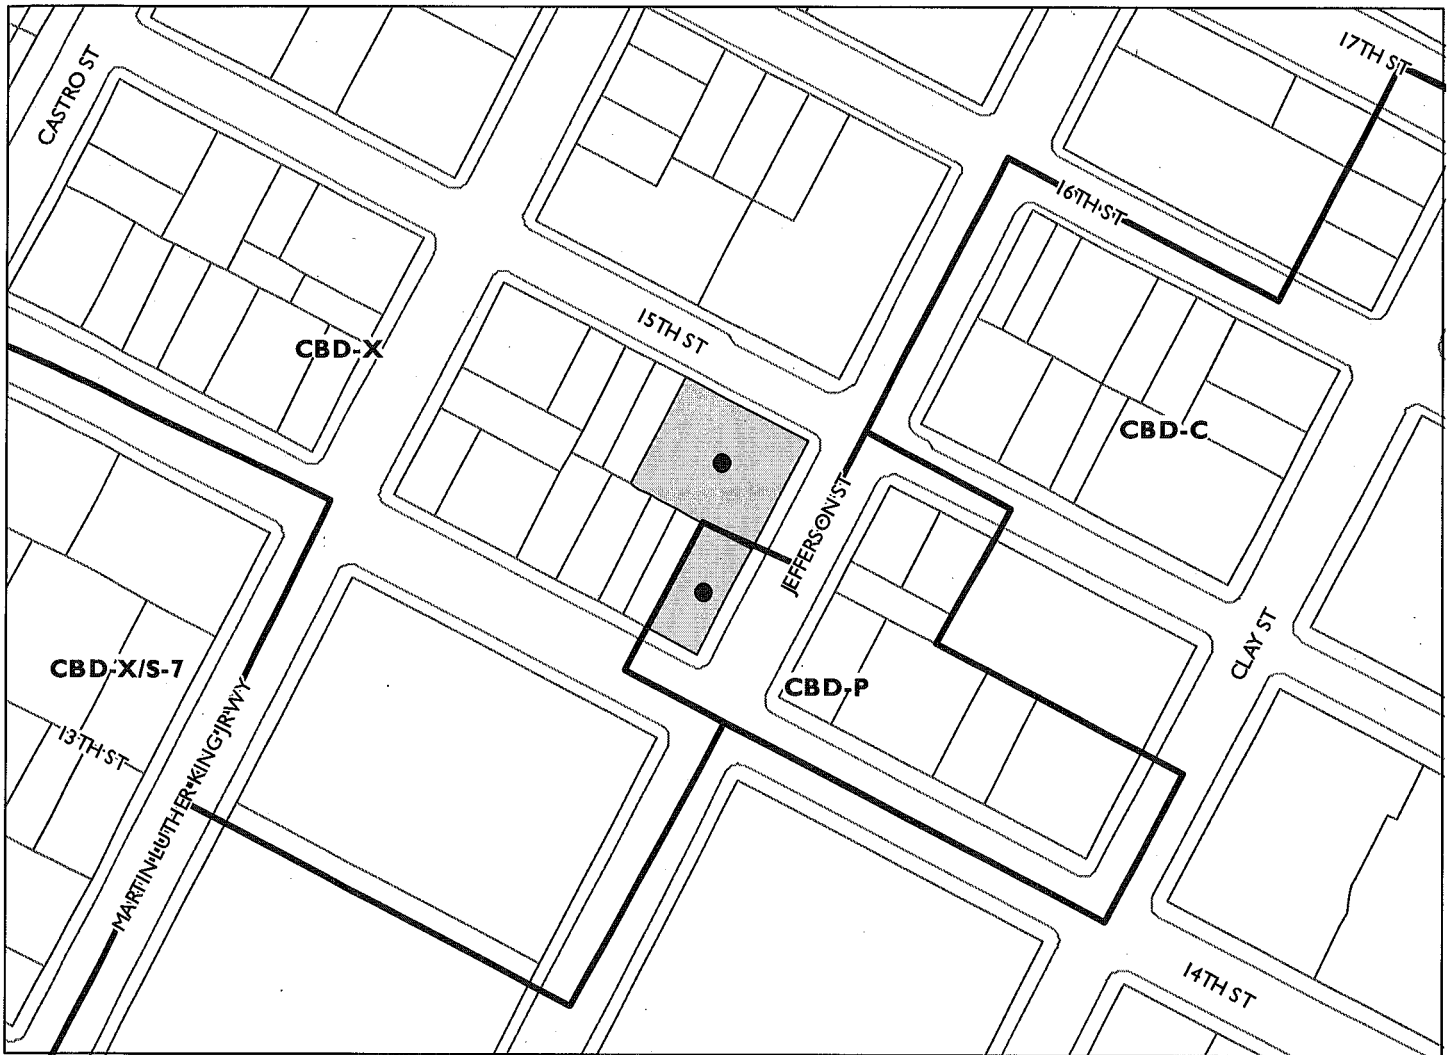 17TH ST
CASTRO ST
16TH ST
15TH ST
CBD-X
CBD-C
JEFFERSON ST
CLAY ST
CBD-X/S-7
CBD-P
13TH ST
MARTIN LUTHER KING JR WY
14TH ST